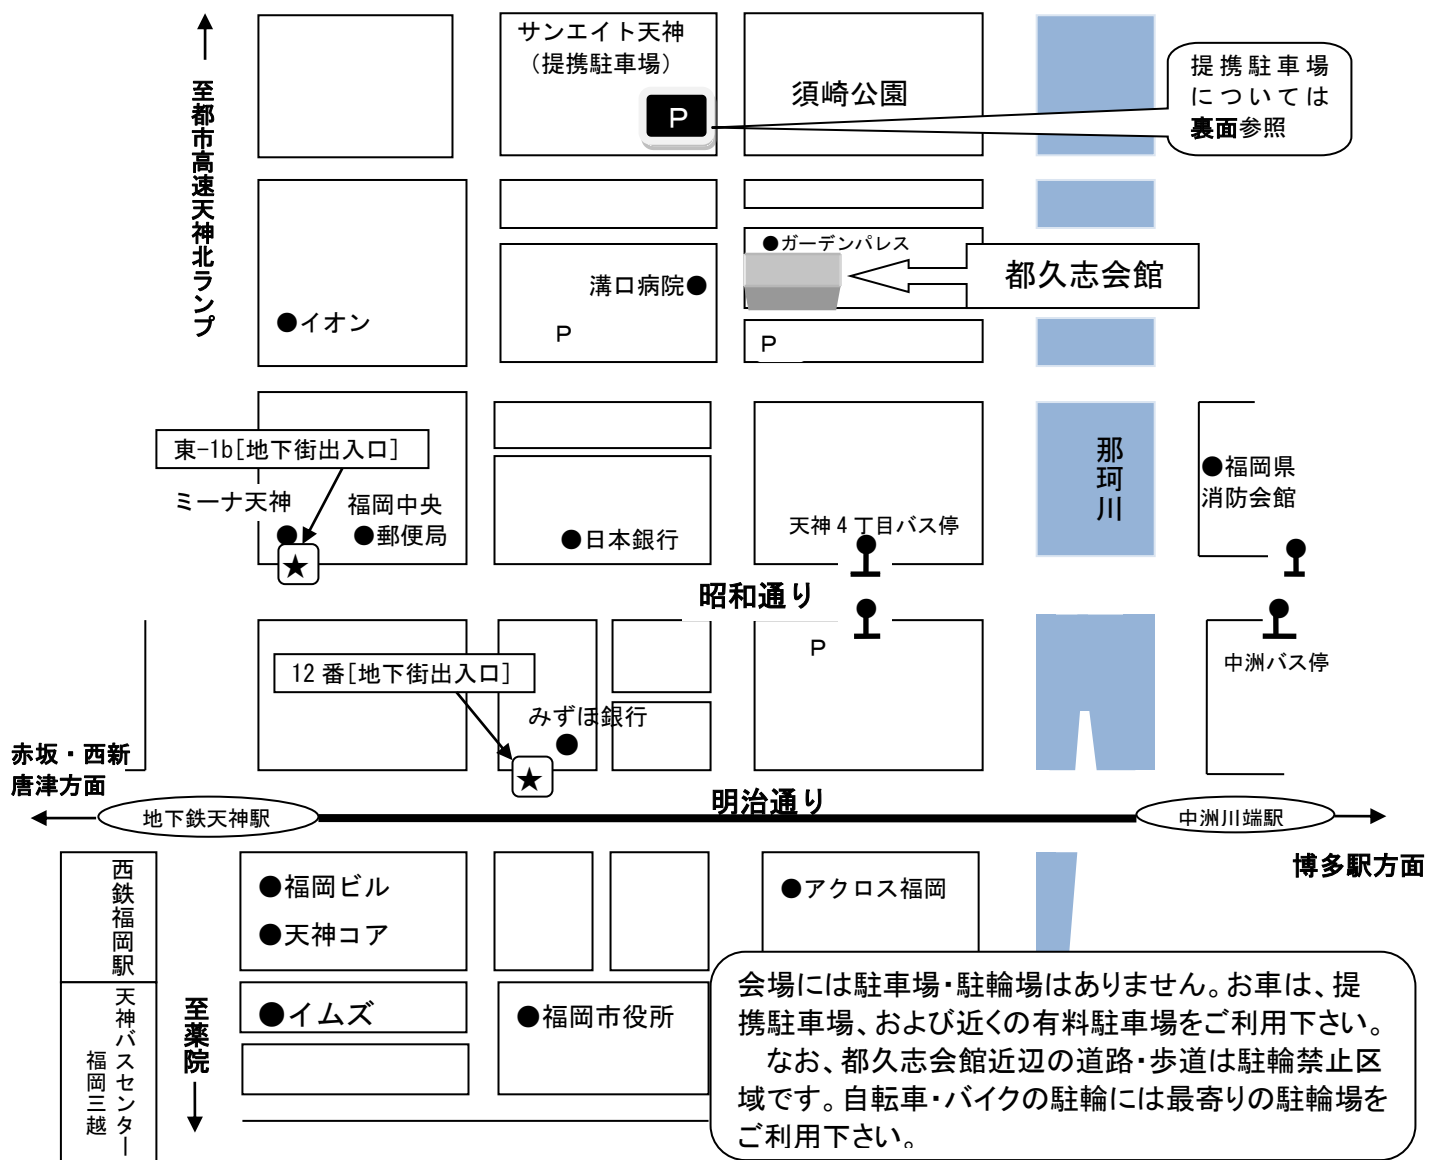 至都市高速天神北ランプ
サンエイト天神
(提携駐車場)
P
須崎公園
提携駐車場
については
裏面参照
●ガーデンパレス
都久志会館
溝口病院●
P
P
●イオン
東-1b[地下街出入口]
ミーナ天神
●
福岡中央
●郵便局
★
●日本銀行
天神4丁目バス停
那珂川
●福岡県
消防会館
昭和通り
P
中洲バス停
12番[地下街出入口]
みずほ銀行
●
★
赤坂・西新
唐津方面
明治通り
地下鉄天神駅
中洲川端駅
博多駅方面
西鉄福岡駅
●福岡ビル
●天神コア
●アクロス福岡
天神バスセンター
福岡三越
至薬院
●イムズ
●福岡市役所
会場には駐車場・駐輪場はありません。お車は、提
携駐車場、および近くの有料駐車場をご利用下さい。
なお、都久志会館近辺の道路・歩道は駐輪禁止区
域です。自転車・バイクの駐輪には最寄りの駐輪場を
ご利用下さい。